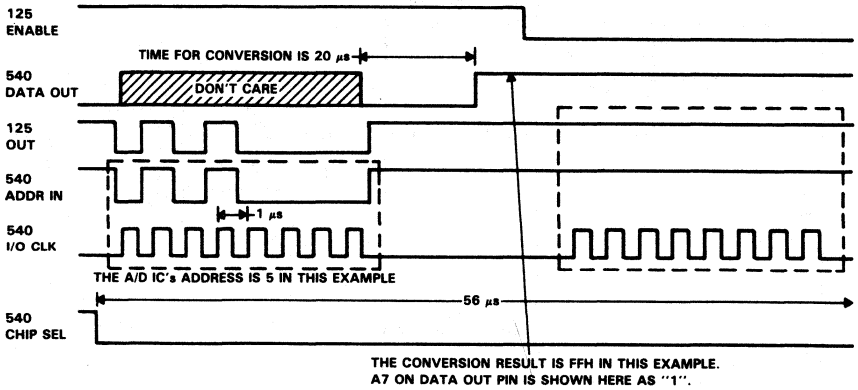 125
ENABLE
TIME FOR CONVERSION IS 20 μs
540
DATA OUT
DON'T CARE
125
OUT
540
ADDR IN
1 μs
540
I/O CLK
THE A/D IC's ADDRESS IS 5 IN THIS EXAMPLE
56 μs
540
CHIP SEL
THE CONVERSION RESULT IS FFH IN THIS EXAMPLE.
A7 ON DATA OUT PIN IS SHOWN HERE AS "1".